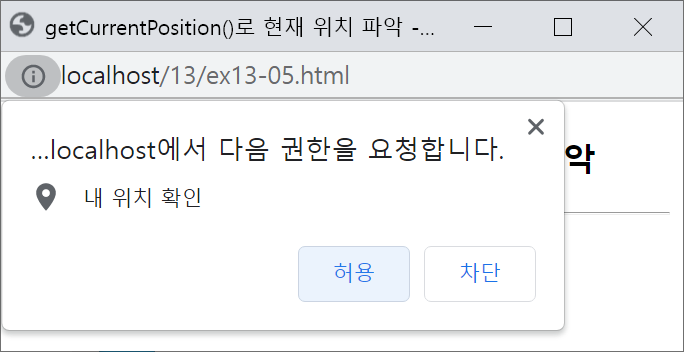 getCurrentPosition()로 현재 위치 파악 -...
localhost/13/ex13-05.html
...localhost에서 다음 권한을 요청합니다.
악
내 위치 확인
허용
차단